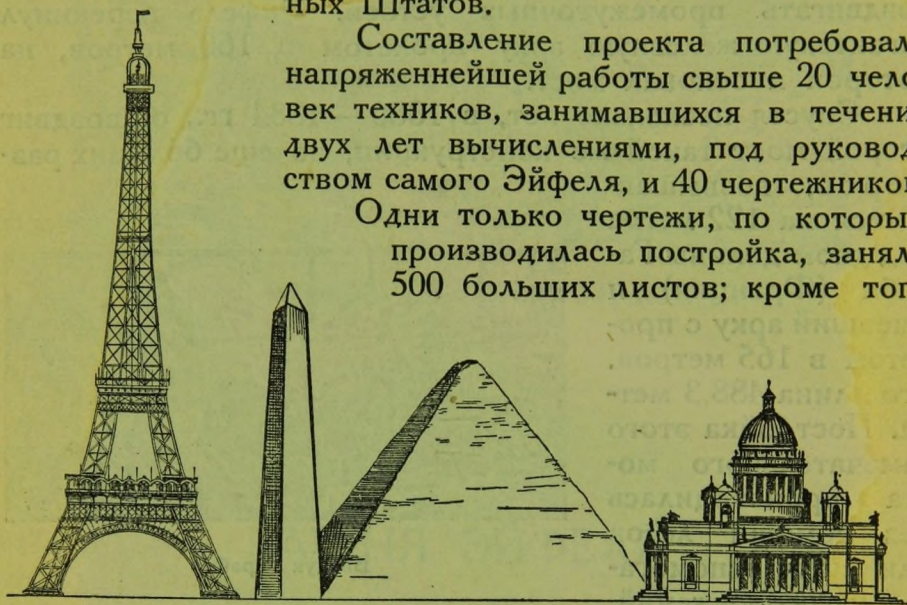 ных Штатов.
Составление проекта потребовал
напряженнейшей работы свыше 20 чело
век техников, занимавшихся в течени
двух лет вычислениями, под руковод
ством самого Эйфеля, и 40 чертежников
Одни только чертежи, по которы
производилась постройка, занял
500 больших листов; кроме тог